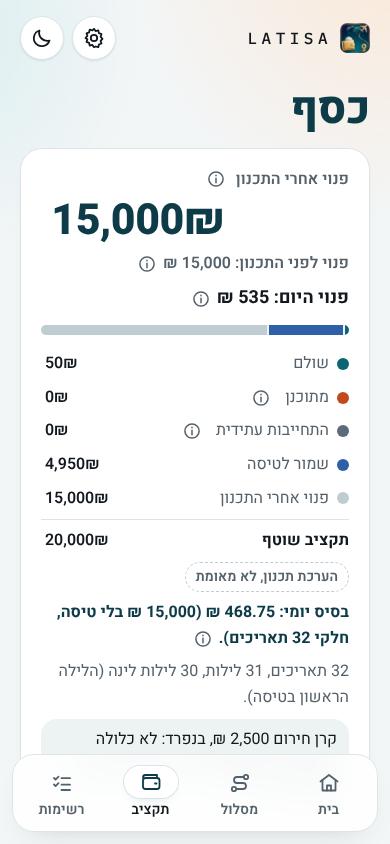 LATISA
כסף
פנוי אחרי התכנון
15,000₪
פנוי לפני התכנון: 15,000 ₪
פנוי היום: 535 ₪
שולם 50₪
מתוכנן 0₪
התחייבות עתידית 0₪
שמור לטיסה 4,950₪
פנוי אחרי התכנון 15,000₪
תקציב שוטף 20,000₪
הערכת תכנון, לא מאומת
בסיס יומי: 468.75 ₪ (15,000 ₪ בלי טיסה,
חלקי 32 תאריכים).
32 תאריכים, 31 לילות, 30 לילות לינה (הלילה
הראשון בטיסה).
קרן חירום 2,500 ₪, בנפרד: לא כלולה
בית
מסלול
תקציב
רשימות